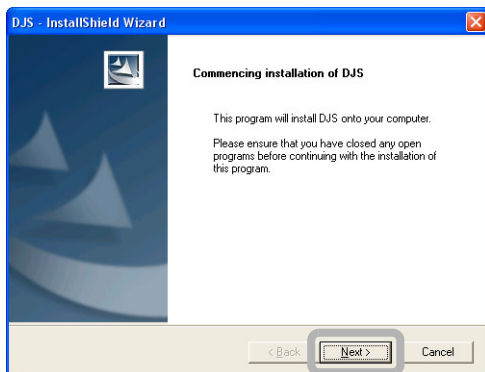 DJS - InstallShield Wizard
Commencing installation of DJS
This program will install DJS onto your computer.
Please ensure that you have closed any open
programs before continuing with the installation of
this program.
< Back
Next >
Cancel